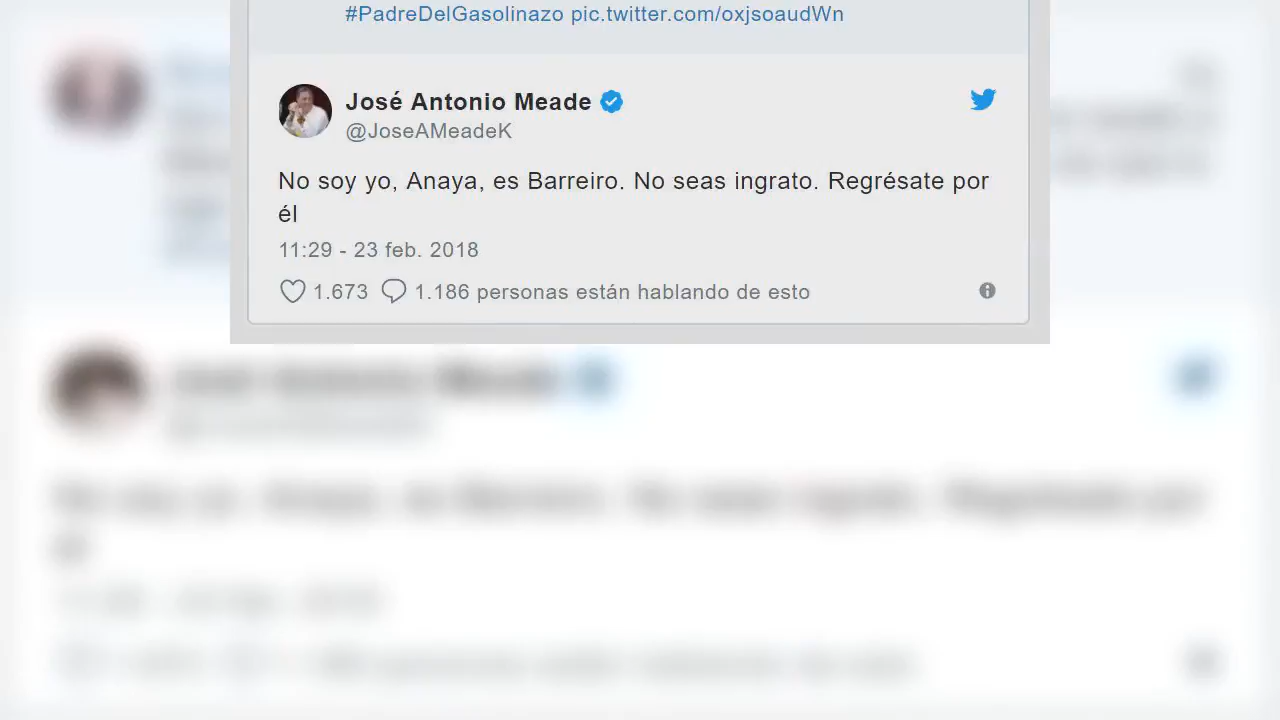 #PadreDelGasolinazo pic.twitter.com/oxjsoaudWn
José Antonio Meade
@JoseAMeadeK
No soy yo, Anaya, es Barreiro. No seas ingrato. Regrésate por
él
11:29 - 23 feb. 2018
1.673 1.186 personas están hablando de esto